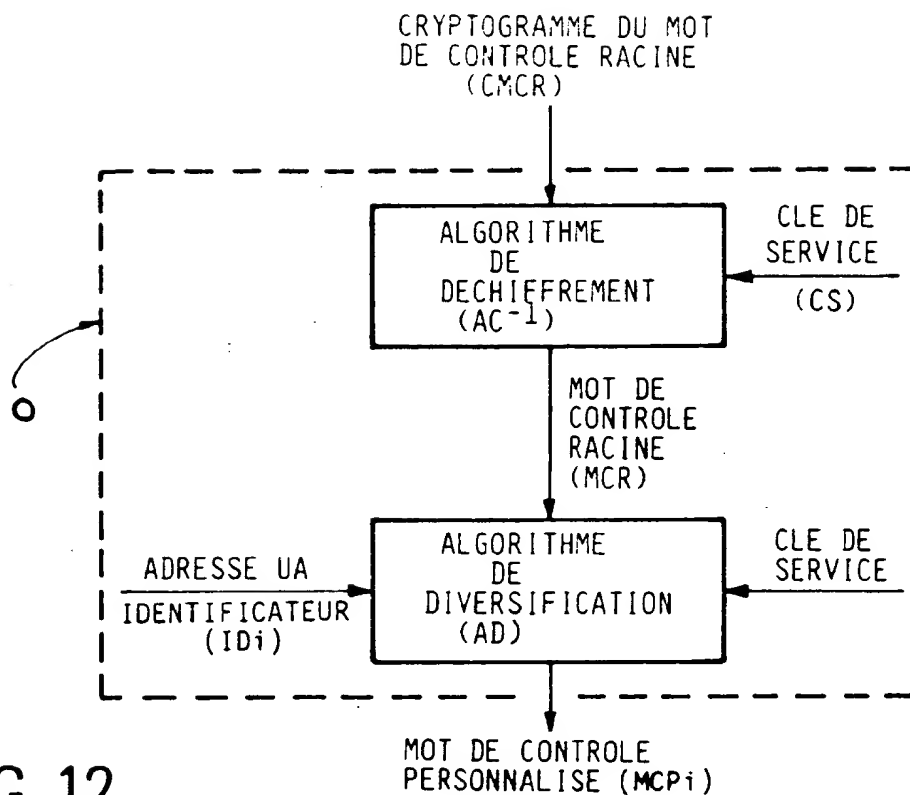 CRYPTOGRAMME DU MOT
DE CONTROLE RACINE
(CMCR)
ALGORITHME
DE
DECHIEFFREMENT
(AC-1)
CLE DE
SERVICE
(CS)
MOT DE
CONTROLE
RACINE
(MCR)
ADRESSE UA
IDENTIFICATEUR
(IDi)
ALGORITHME
DE
DIVERSIFICATION
(AD)
CLE DE
SERVICE
MOT DE CONTROLE
PERSONNALISE (MCPi)
G 12